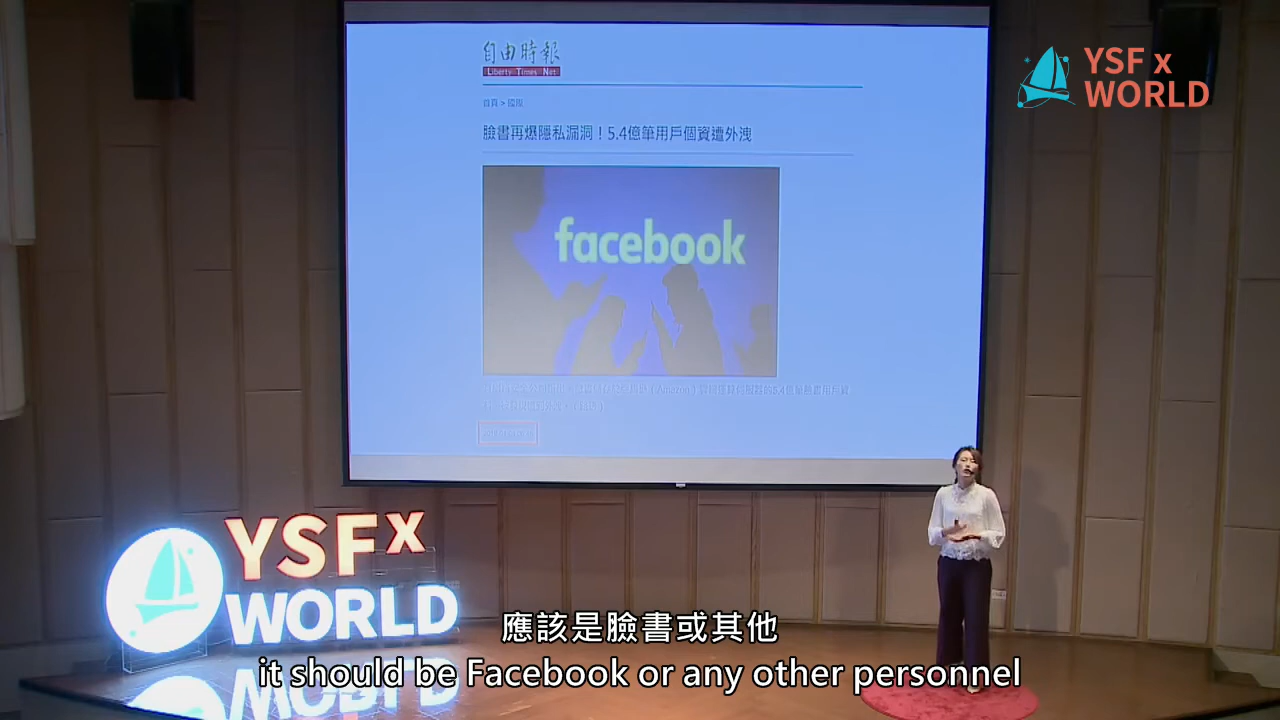 自由時報
Liberty Times Net
首頁 > 國際
臉書再爆隱私漏洞！5.4億筆用戶個資遭外洩
facebook
YSF x
WORLD
YSF x
WORLD
應該是臉書或其他
it should be Facebook or any other personnel